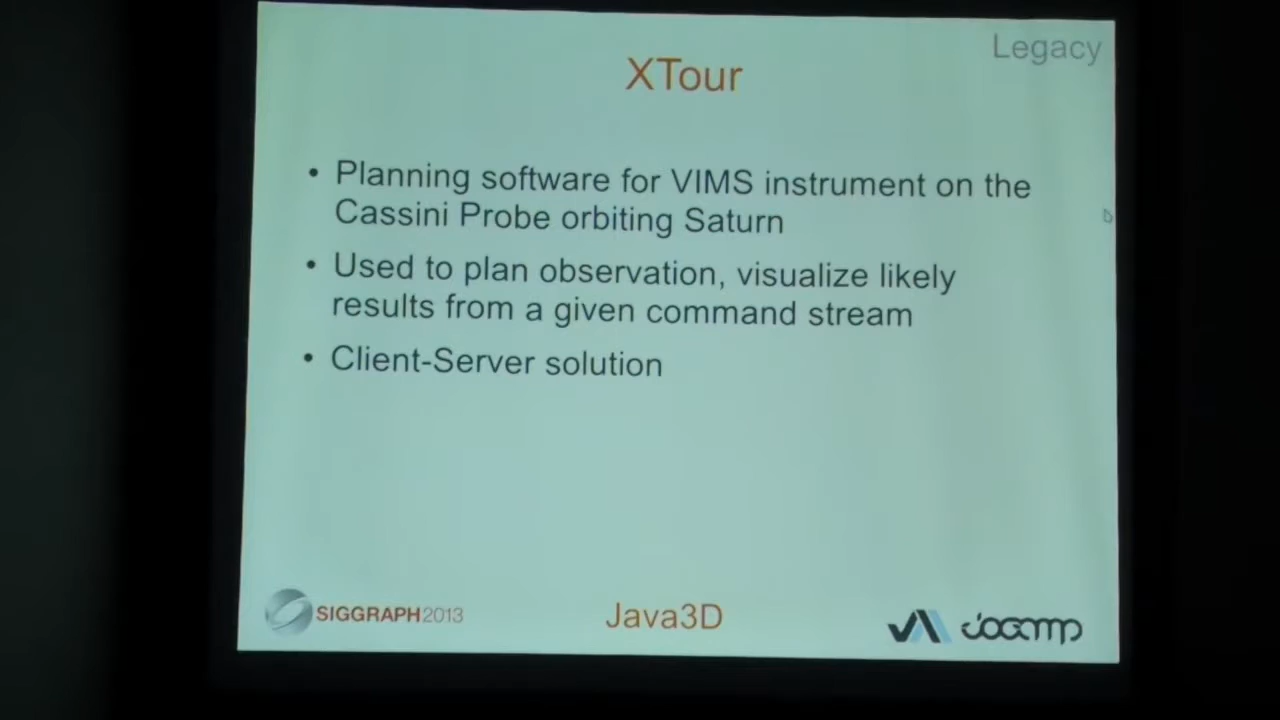 Legacy
XTour
• Planning software for VIMS instrument on the
Cassini Probe orbiting Saturn
• Used to plan observation, visualize likely
results from a given command stream
• Client-Server solution
SIGGRAPH2013
Java3D
jogamp